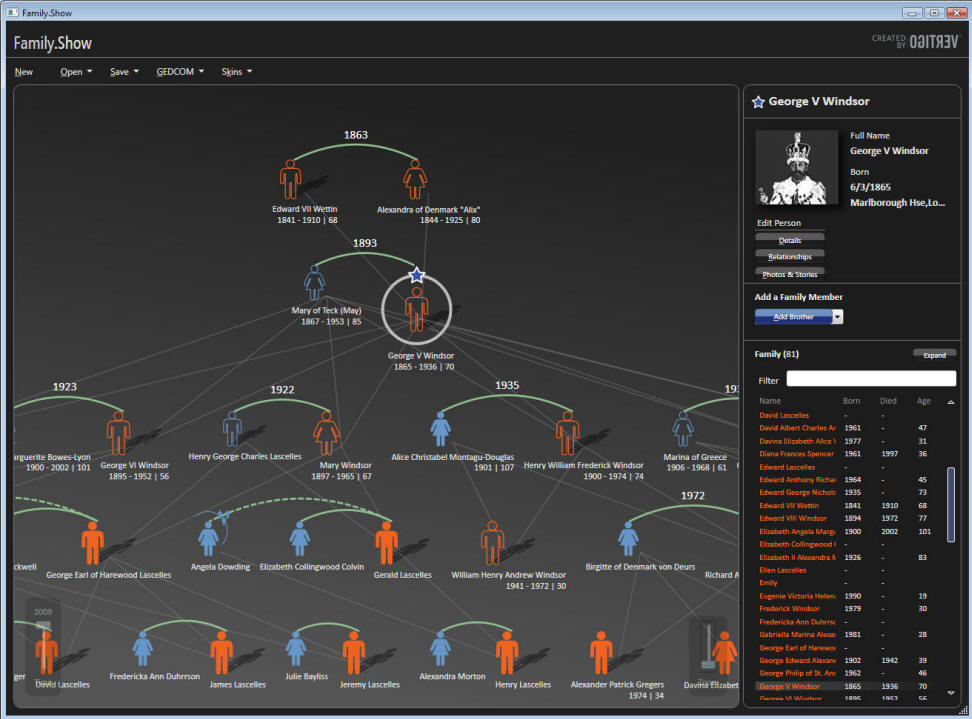 Family.Show
Family.Show
CREATED BY VERTIGO
New Open Save GEDCOM Skins
1863
Edward VII Wettin
1841 - 1910 | 68
Alexandra of Denmark "Alix"
1844 - 1925 | 80
1893
Mary of Teck (May)
1867 - 1953 | 85
George V Windsor
1865 - 1936 | 70
1923
1922
1935
193
arguerite Bowes-Lyon
1900 - 2002 | 101
George VI Windsor
1895 - 1952 | 56
Henry George Charles Lascelles
Mary Windsor
1897 - 1965 | 67
Alice Christabel Montagu-Douglas
1901 | 107
Henry William Frederick Windsor
1900 - 1974 | 74
Marina of Greece
1906 - 1968 | 61
1972
ckwell
George Earl of Harewood Lascelles
Angela Dowding
Elizabeth Collingwood Colvin
Gerald Lascelles
William Henry Andrew Windsor
1941 - 1972 | 30
Birgitte of Denmark von Deurs
Richard A
2009
ger
David Lascelles
Fredericka Ann Duhrrson
James Lascelles
Julie Bayliss
Jeremy Lascelles
Alexandra Morton
Henry Lascelles
Alexander Patrick Gregers
1974 | 34
Davina Elizabet
George V Windsor
Full Name
George V Windsor
Born
6/3/1865
Marlborough Hse,Lo...
Edit Person
Details
Relationships
Photos & Stories
Add a Family Member
Add Brother
Family (81)
Expand
Filter
Name Born Died Age
David Lascelles - -
David Albert Charles Ar 1961 - 47
Davina Elizabeth Alice V 1977 - 31
Diana Frances Spencer 1961 1997 36
Edward Lascelles - -
Edward Anthony Richar 1964 - 45
Edward George Nichola 1935 - 73
Edward VII Wettin 1841 1910 68
Edward VIII Windsor 1894 1972 77
Elizabeth Angela Margu 1900 2002 101
Elizabeth Collingwood C - -
Elizabeth II Alexandra M 1926 - 83
Ellen Lascelles - -
Emily - -
Eugenie Victoria Helena 1990 - 19
Frederick Windsor 1979 - 30
Fredericka Ann Duhrrso - -
Gabriella Marina Alexan 1981 - 28
George Earl of Harewoo - -
George Edward Alexand 1902 1942 39
George Philip of St. And 1962 - 46
George V Windsor 1865 1936 70
George VI Windsor 1895 1952 56